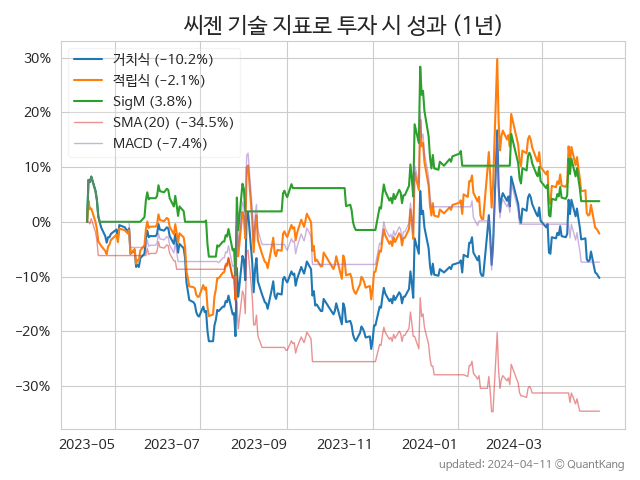 씨젠 기술 지표로 투자 시 성과 (1년)
거치식 (−10.2%)
적립식 (−2.1%)
SigM (3.8%)
SMA(20) (−34.5%)
MACD (−7.4%)
30%
20%
10%
0%
−10%
−20%
−30%
2023-05 2023-07 2023-09 2023-11 2024-01 2024-03
updated: 2024-04-11 © QuantKang